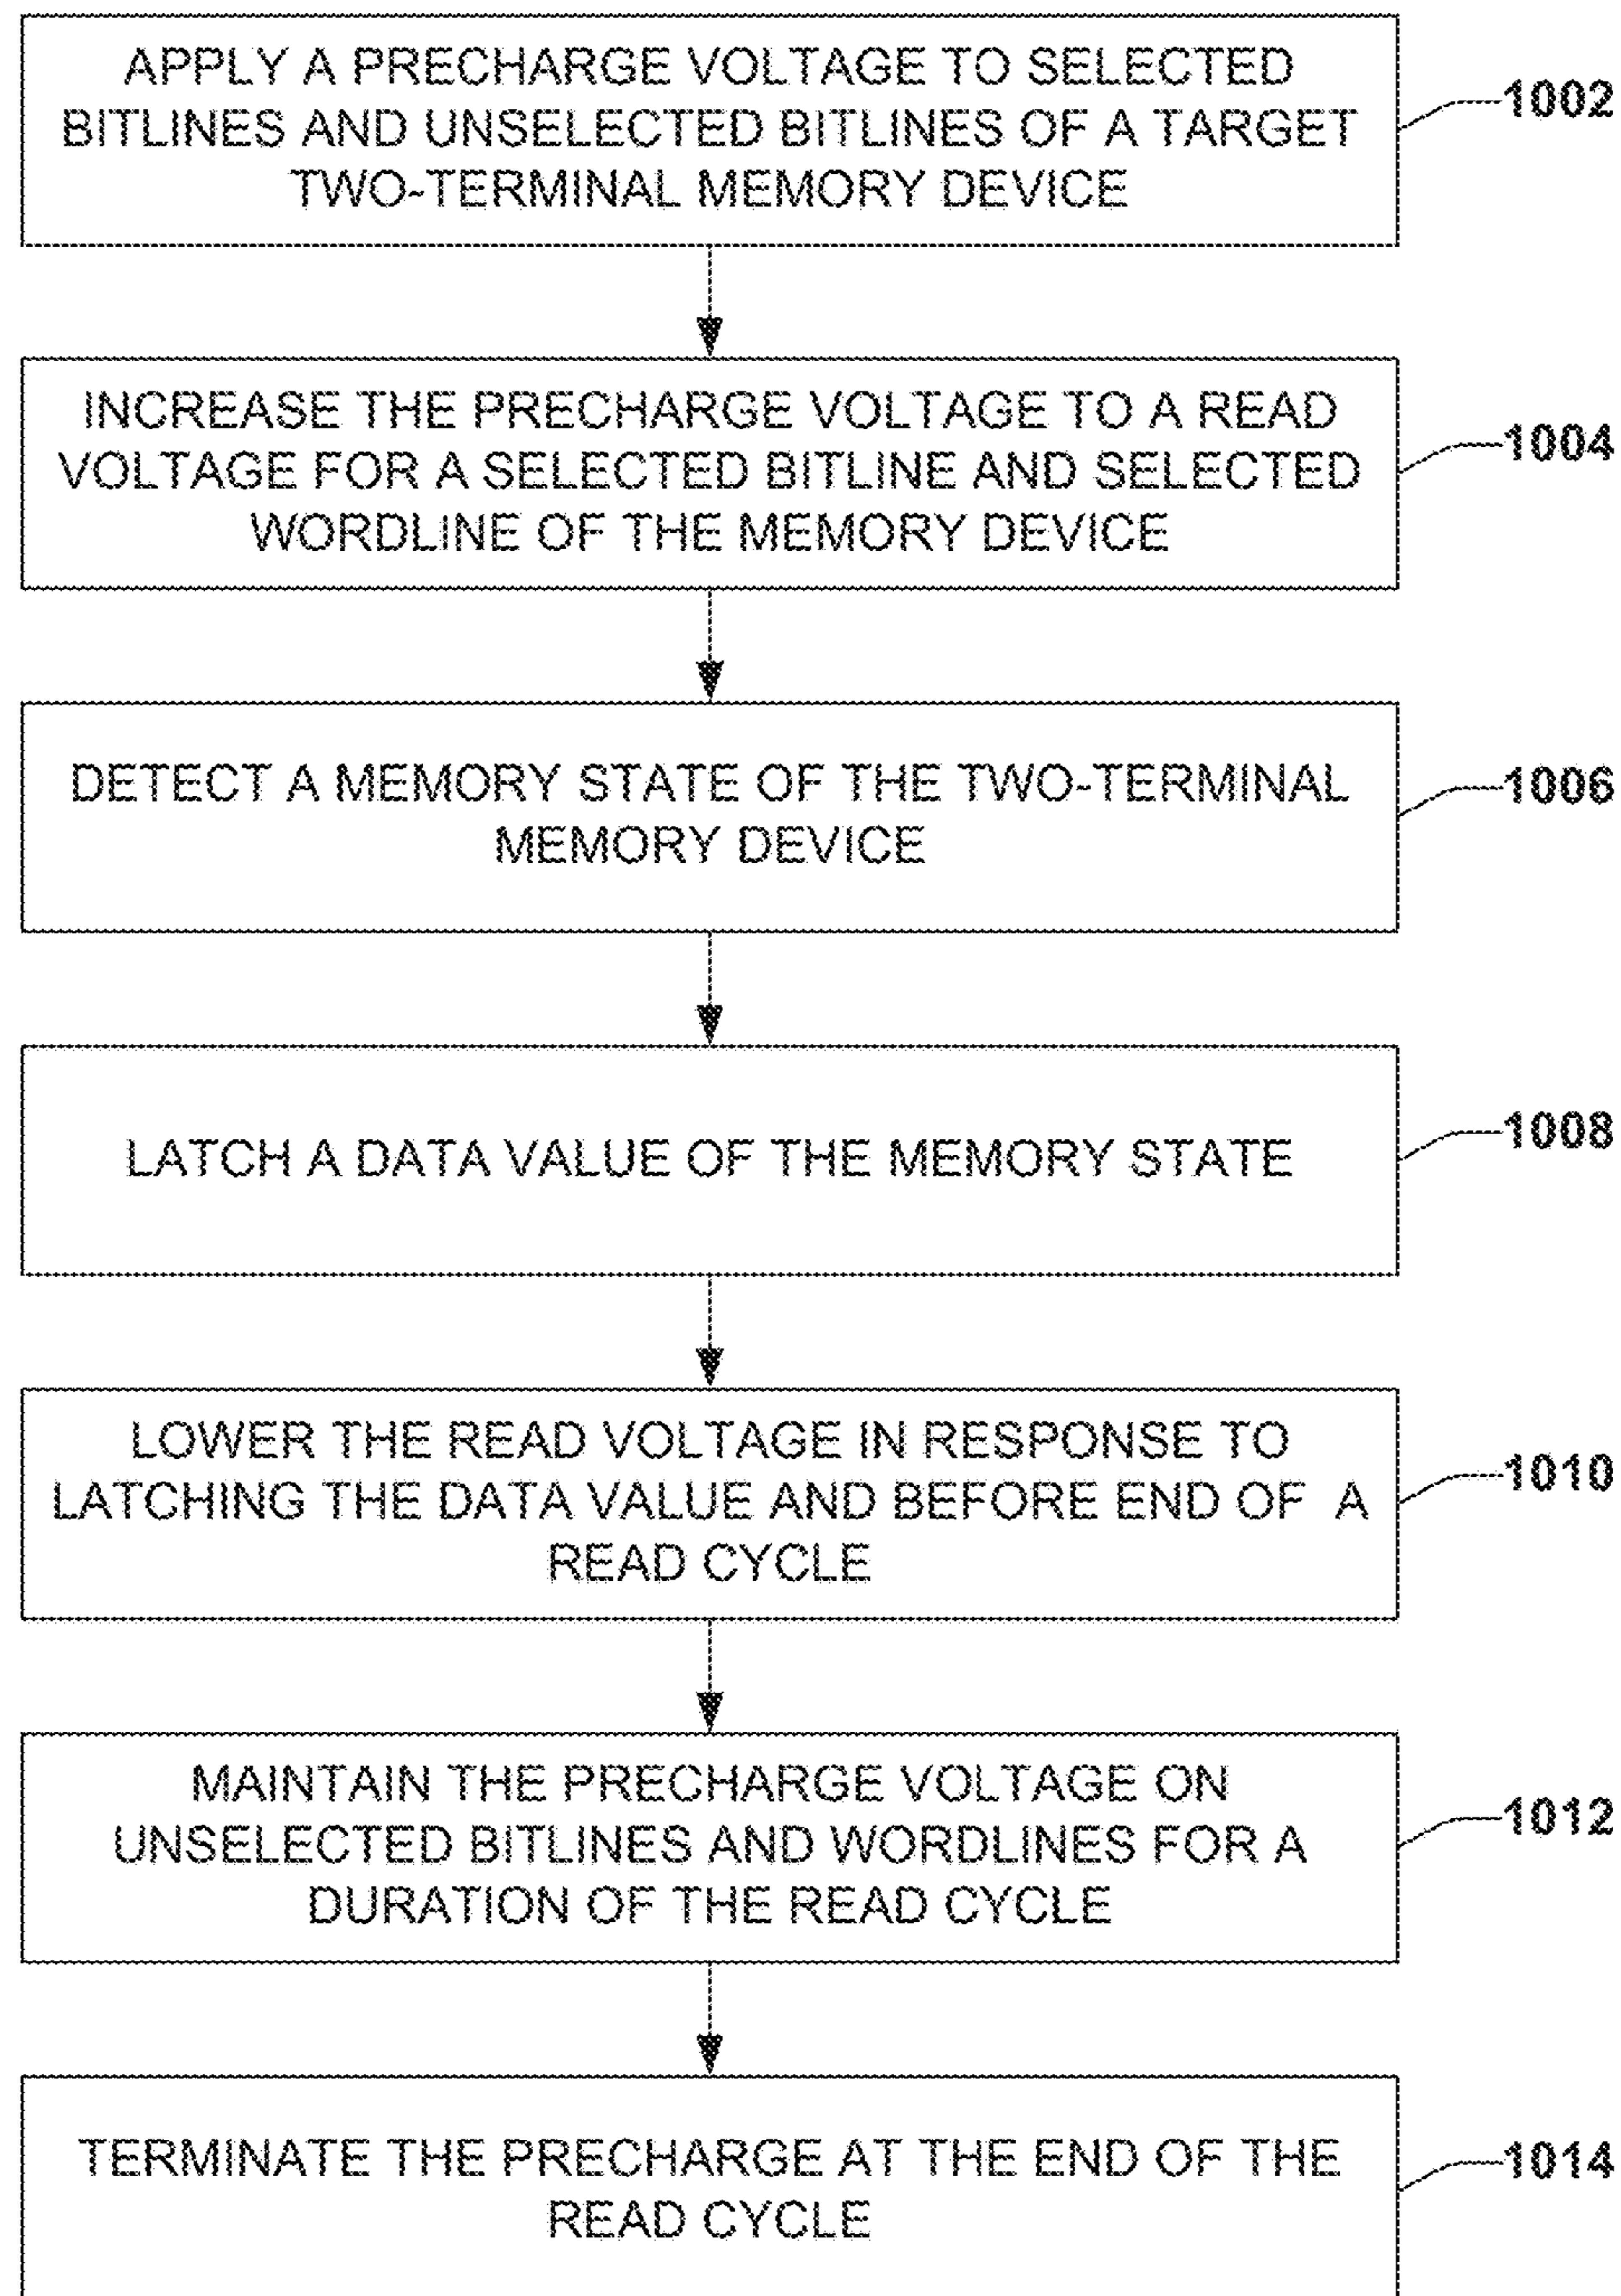 APPLY A PRECHARGE VOLTAGE TO SELECTED
BITLINES AND UNSELECTED BITLINES OF A TARGET
TWO-TERMINAL MEMORY DEVICE
1002
INCREASE THE PRECHARGE VOLTAGE TO A READ
VOLTAGE FOR A SELECTED BITLINE AND SELECTED
WORDLINE OF THE MEMORY DEVICE
1004
DETECT A MEMORY STATE OF THE TWO-TERMINAL
MEMORY DEVICE
1006
LATCH A DATA VALUE OF THE MEMORY STATE
1008
LOWER THE READ VOLTAGE IN RESPONSE TO
LATCHING THE DATA VALUE AND BEFORE END OF A
READ CYCLE
1010
MAINTAIN THE PRECHARGE VOLTAGE ON
UNSELECTED BITLINES AND WORDLINES FOR A
DURATION OF THE READ CYCLE
1012
TERMINATE THE PRECHARGE AT THE END OF THE
READ CYCLE
1014